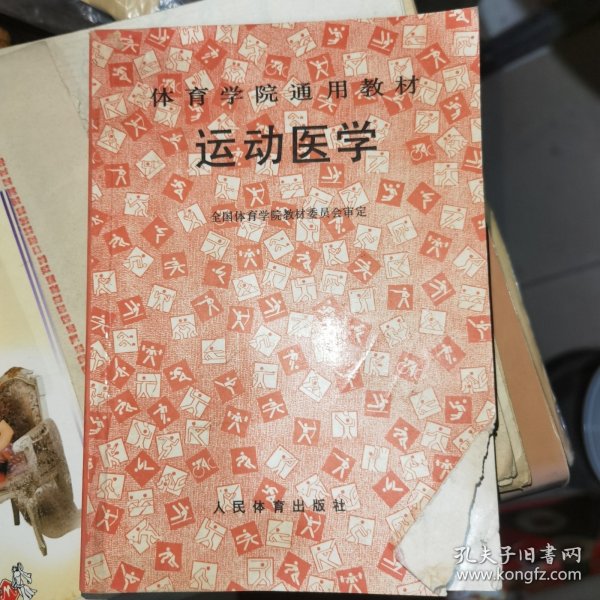 体育学院通用教材
运动医学
全国体育学院教材委员会审定
人民体育出版社
孔夫子旧书网
www.kongfz.com